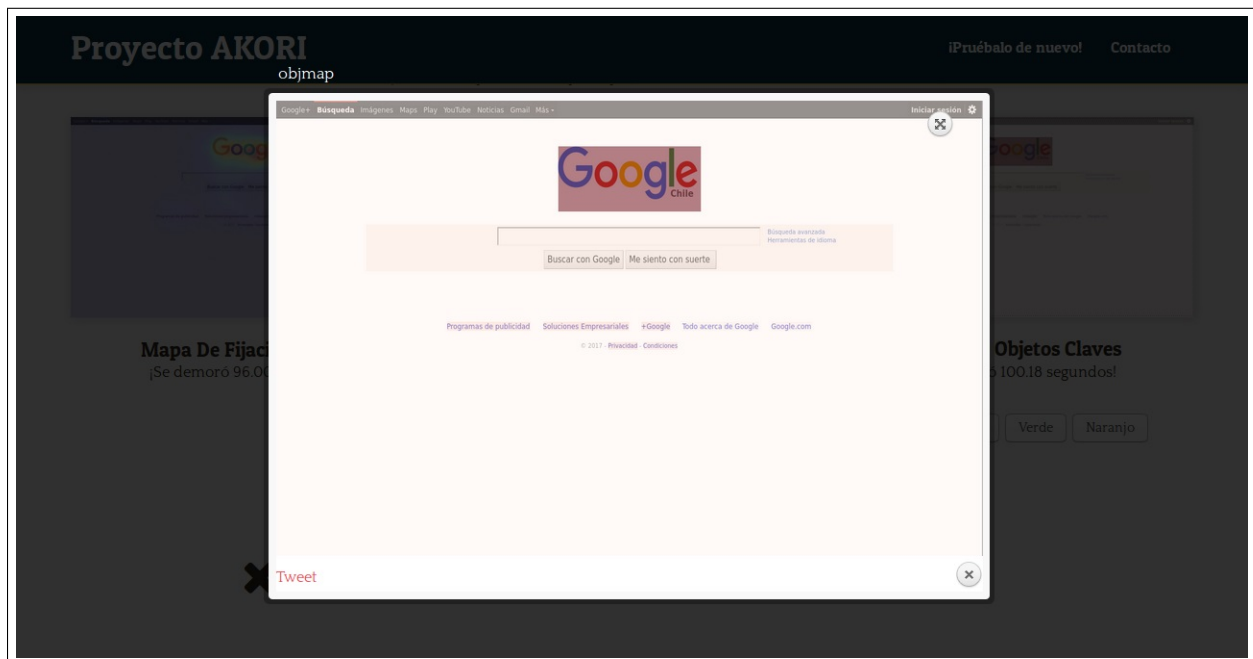 Proyecto AKORI
¡Pruébalo de nuevo! Contacto
objmap
Google+ Búsqueda Imágenes Maps Play YouTube Noticias Gmail Más
Iniciar sesión
Google
Chile
Búsqueda avanzada
Herramientas de idioma
Buscar con Google Me siento con suerte
Programas de publicidad Soluciones Empresariales +Google Todo acerca de Google Google.com
© 2017 - Privacidad - Condiciones
Goog
oogle
Mapa De Fijaci
¡Se demoró 96.00
Objetos Claves
100.18 segundos!
Verde Naranjo
Tweet